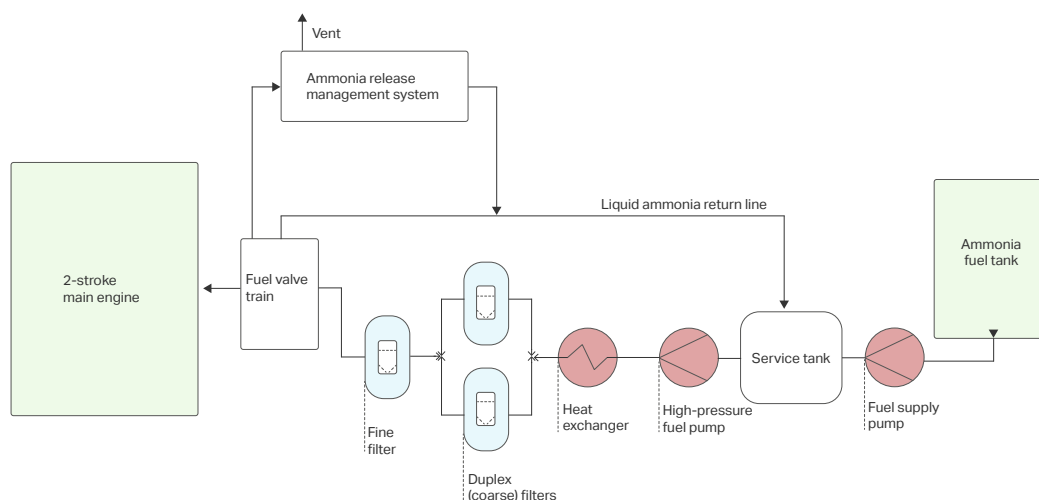 Vent
Ammonia release
management system
Liquid ammonia return line
2-stroke
main engine
Fuel valve
train
Ammonia
fuel tank
Service tank
Fine
filter
Duplex
(coarse) filters
Heat
exchanger
High-pressure
fuel pump
Fuel supply
pump